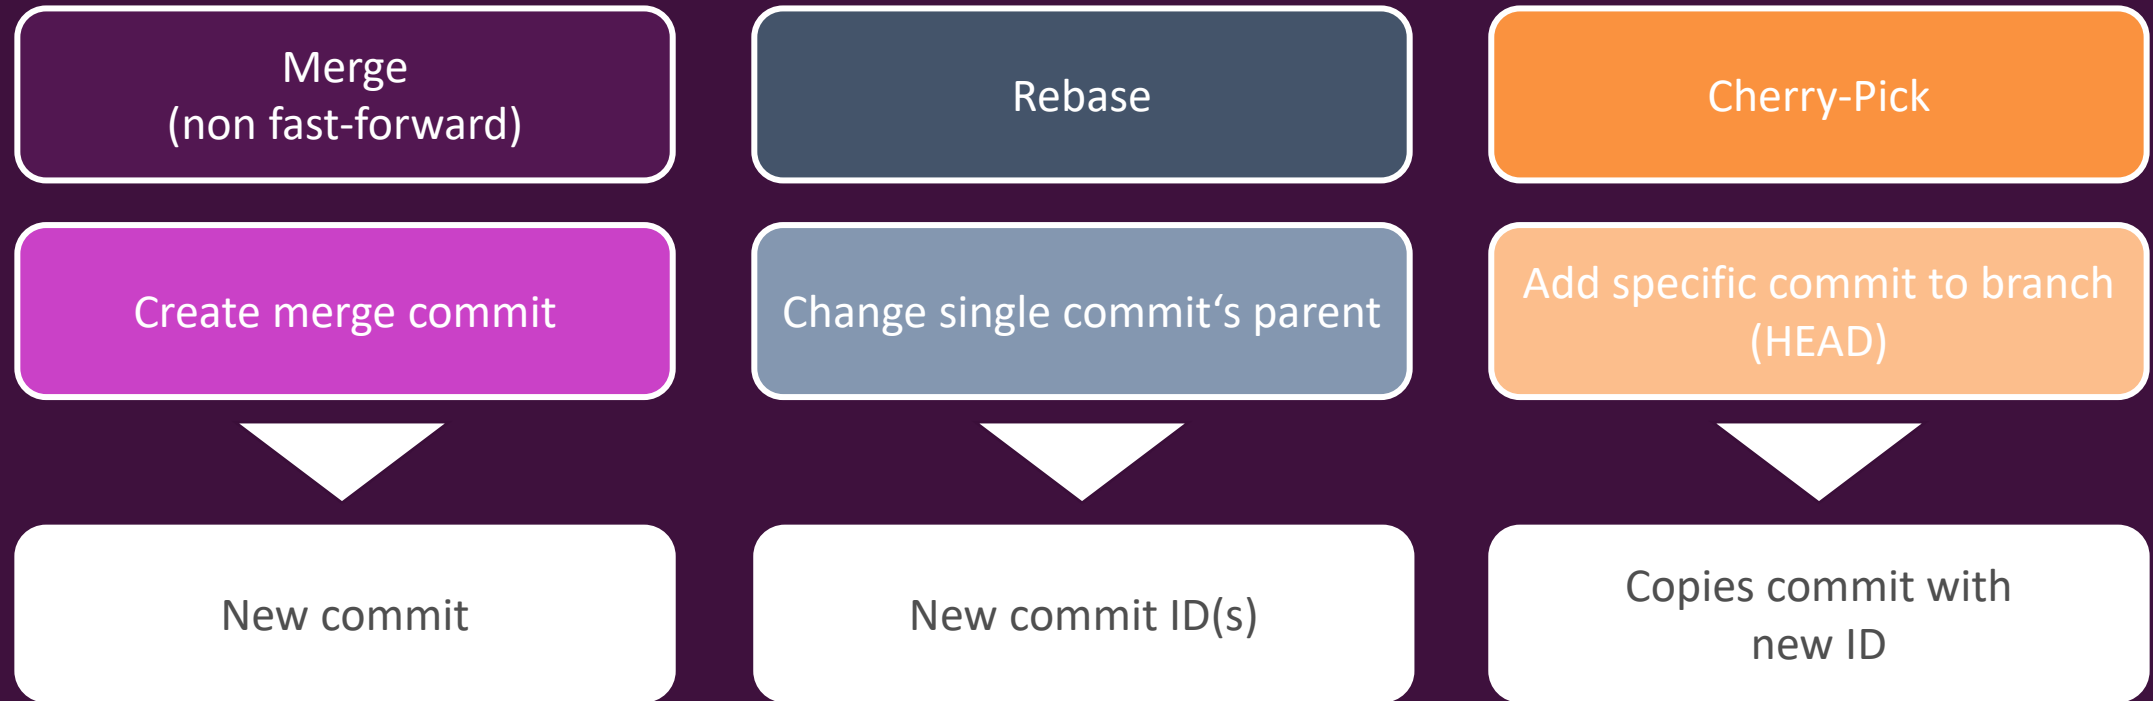 Merge
(non fast-forward)
Rebase
Cherry-Pick
Create merge commit
Change single commit‘s parent
Add specific commit to branch
(HEAD)
New commit
New commit ID(s)
Copies commit with
new ID